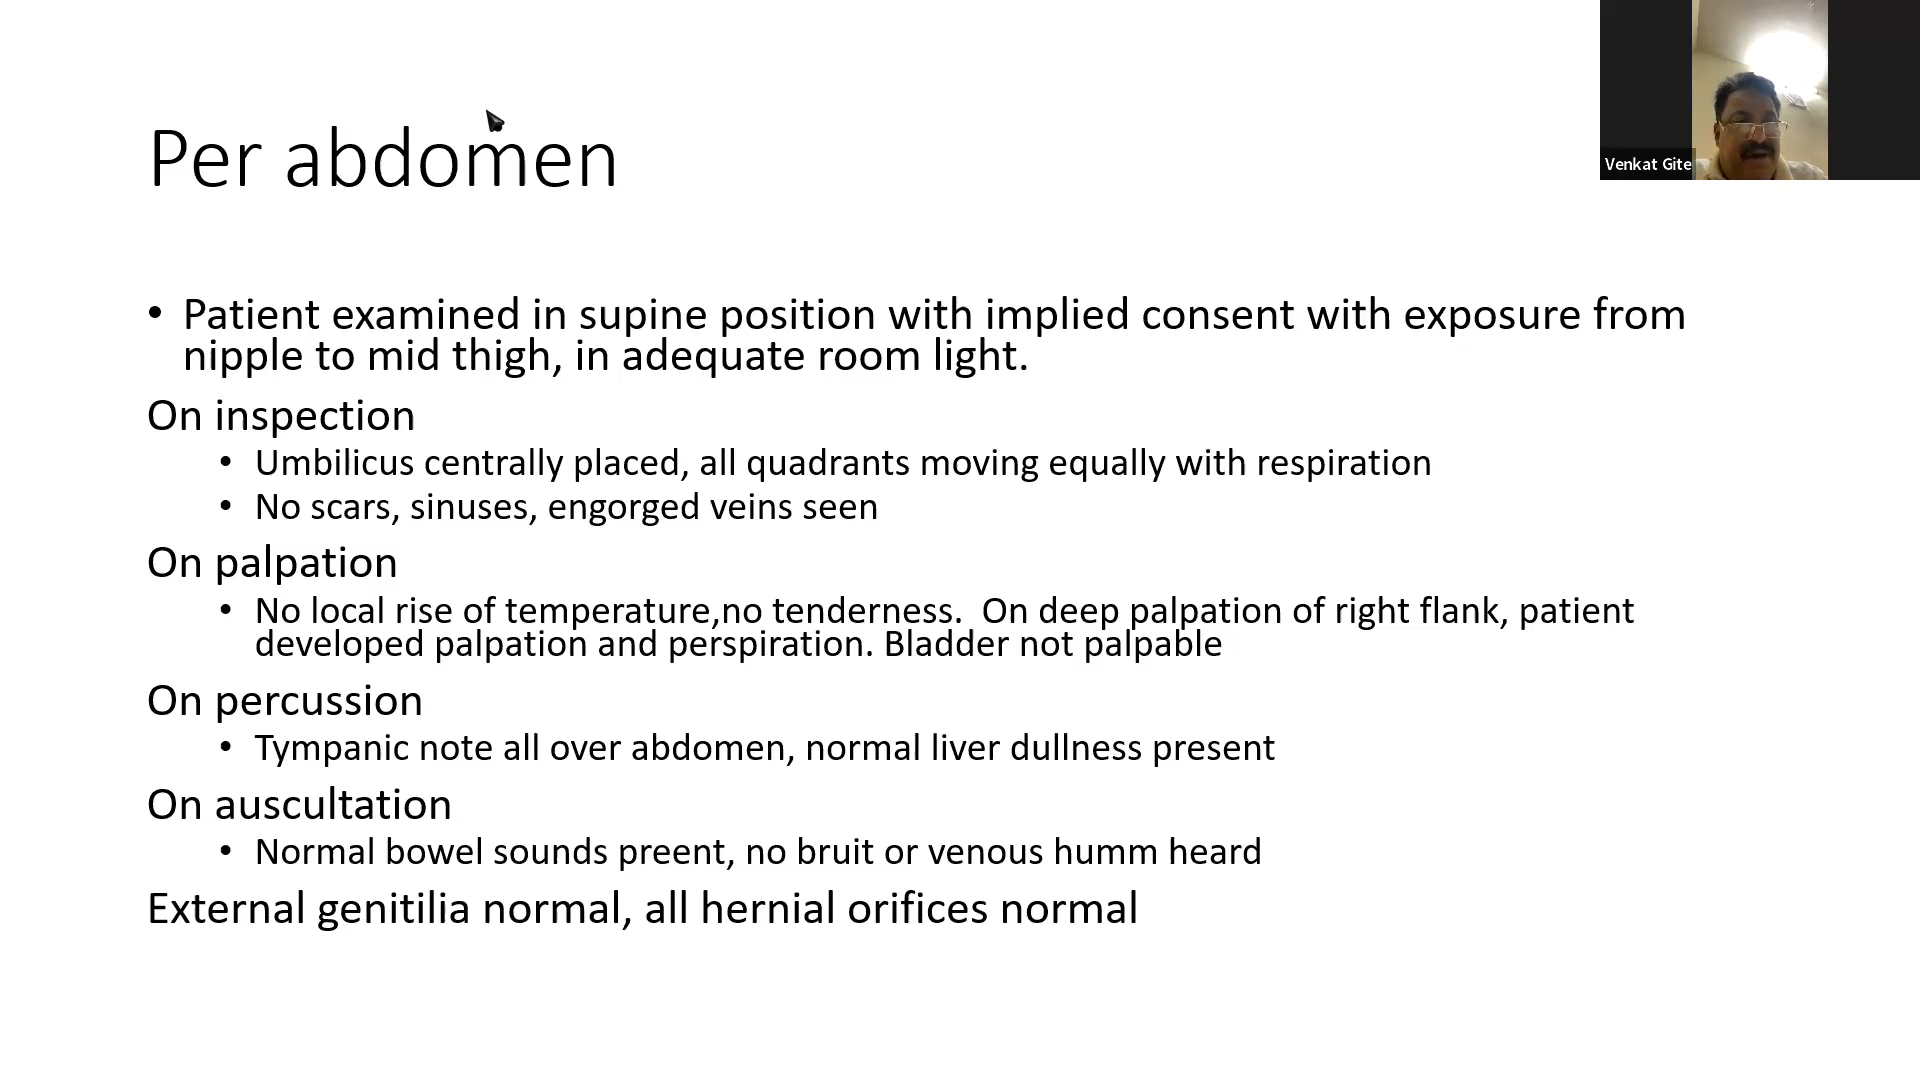 Venkat Gite
Per abdomen
• Patient examined in supine position with implied consent with exposure from
nipple to mid thigh, in adequate room light.
On inspection
• Umbilicus centrally placed, all quadrants moving equally with respiration
• No scars, sinuses, engorged veins seen
On palpation
• No local rise of temperature,no tenderness.  On deep palpation of right flank, patient
developed palpation and perspiration. Bladder not palpable
On percussion
• Tympanic note all over abdomen, normal liver dullness present
On auscultation
• Normal bowel sounds preent, no bruit or venous humm heard
External genitilia normal, all hernial orifices normal